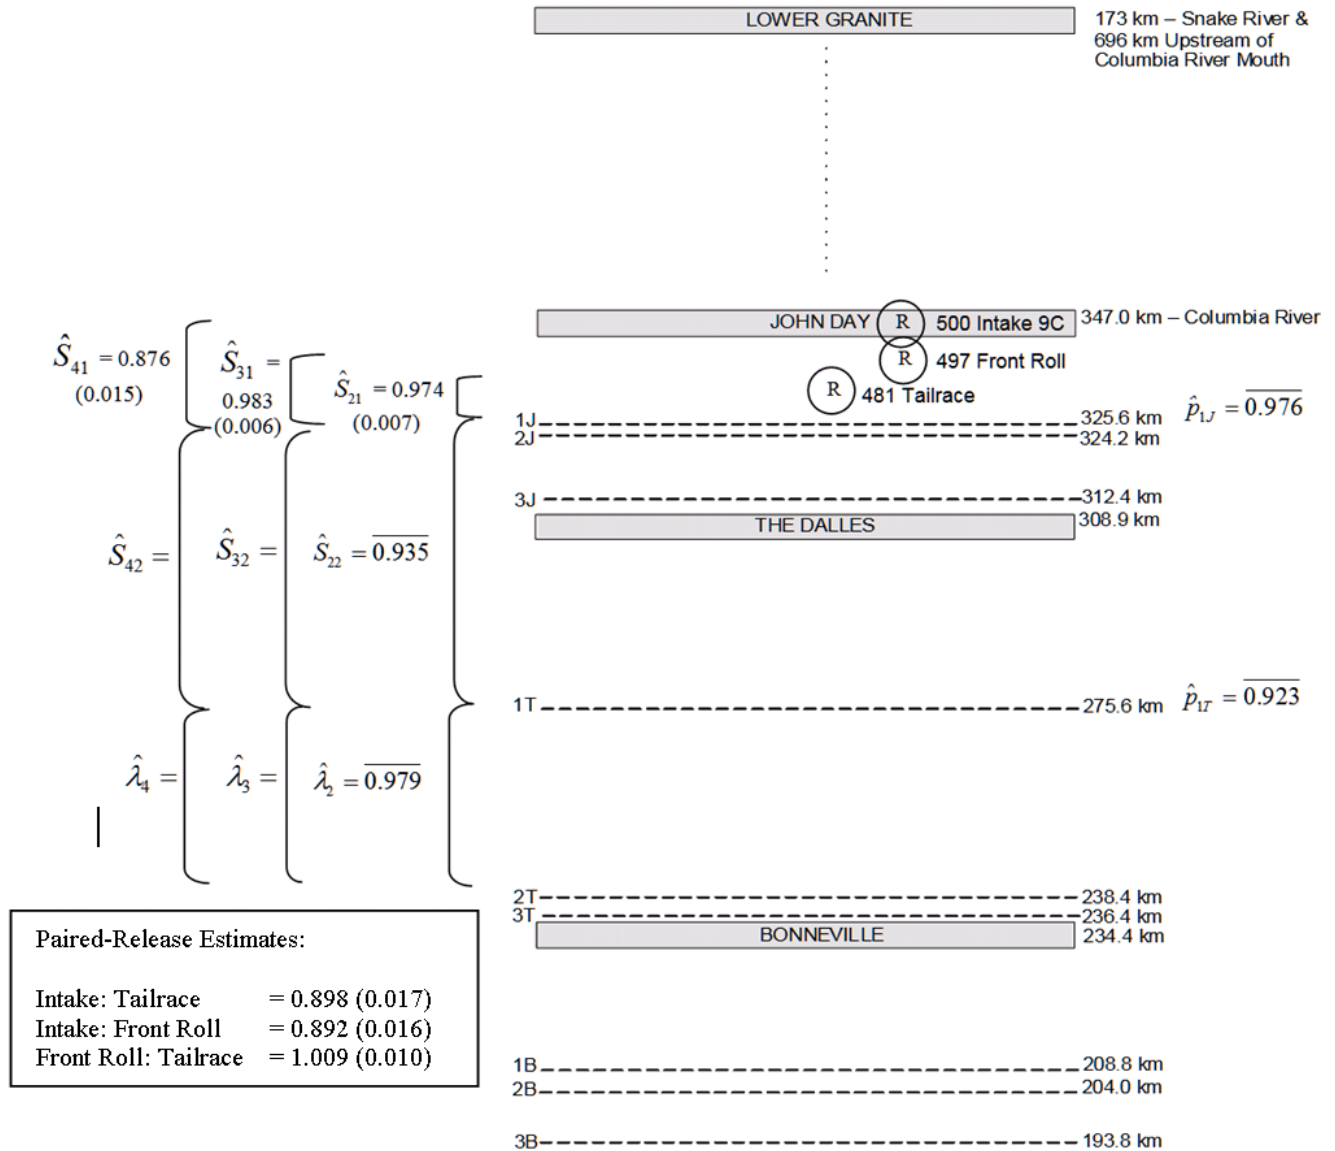 LOWER GRANITE
173 km – Snake River &
696 km Upstream of
Columbia River Mouth
JOHN DAY R 500 Intake 9C
347.0 km – Columbia River
R 497 Front Roll
R 481 Tailrace
Ŝ41 = 0.876
(0.015)
Ŝ31 =
0.983
(0.006)
Ŝ21 = 0.974
(0.007)
1J 325.6 km p̂1J = 0.976
2J 324.2 km
3J 312.4 km
THE DALLES 308.9 km
Ŝ42 = Ŝ32 = Ŝ22 = 0.935
1T 275.6 km p̂1T = 0.923
λ̂4 = λ̂3 = λ̂2 = 0.979
2T 238.4 km
3T 236.4 km
BONNEVILLE 234.4 km
Paired-Release Estimates:
Intake: Tailrace = 0.898 (0.017)
Intake: Front Roll = 0.892 (0.016)
Front Roll: Tailrace = 1.009 (0.010)
1B 208.8 km
2B 204.0 km
3B 193.8 km